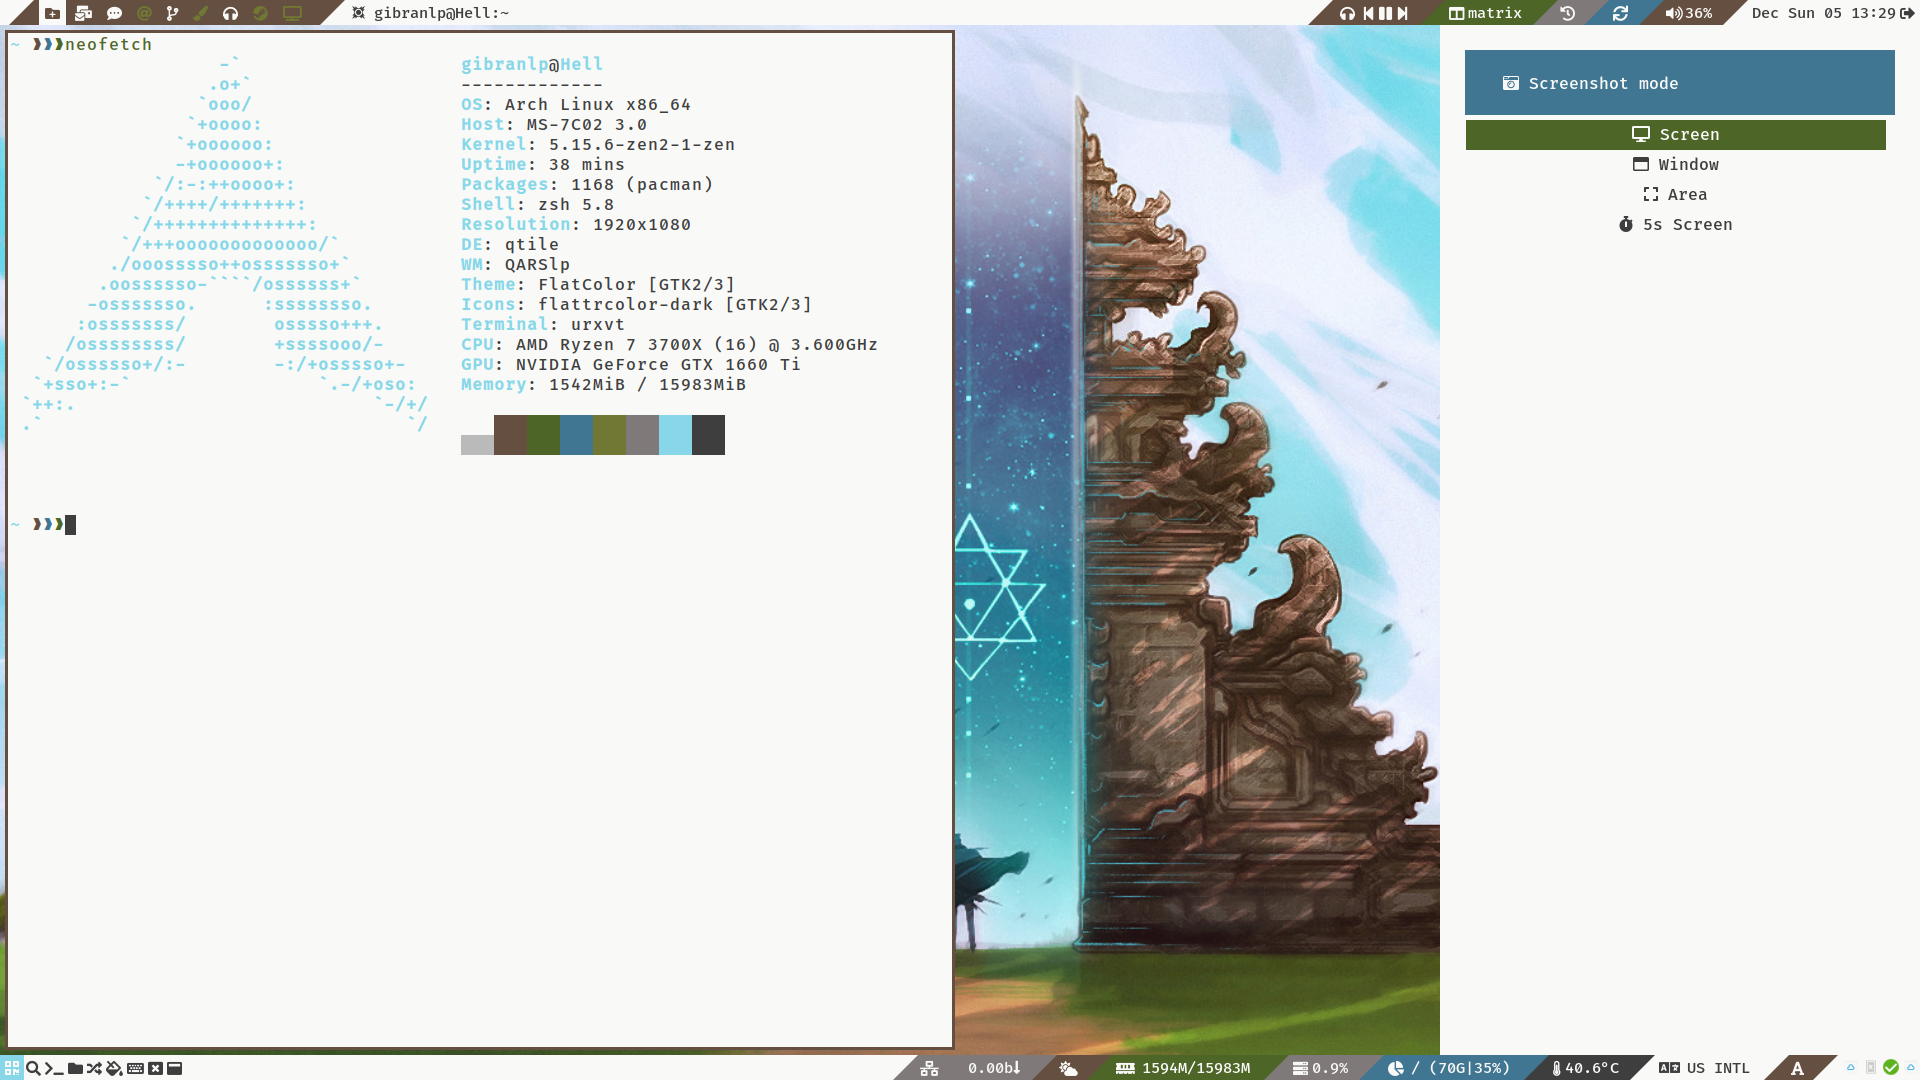 gibranlp@Hell:~
matrix
36%
Dec Sun 05 13:29
~ ❱❱❱neofetch
-`
.o+`
`ooo/
`+oooo:
`+oooooo:
-+oooooo+:
`/:-:++oooo+:
`/++++/+++++++:
`/++++++++++++++:
`/+++ooooooooooooo/`
./ooosssso++osssssso+`
.oossssso-````/ossssss+`
-osssssso.      :ssssssso.
:osssssss/        osssso+++.
/ossssssss/        +ssssooo/-
`/ossssso+/:-        -:/+osssso+-
`+sso+:-`                 `.-/+oso:
`++:.                           `-/+/
.`                                 `/
gibranlp@Hell
-------------
OS: Arch Linux x86_64
Host: MS-7C02 3.0
Kernel: 5.15.6-zen2-1-zen
Uptime: 38 mins
Packages: 1168 (pacman)
Shell: zsh 5.8
Resolution: 1920x1080
DE: qtile
WM: QARSlp
Theme: FlatColor [GTK2/3]
Icons: flattrcolor-dark [GTK2/3]
Terminal: urxvt
CPU: AMD Ryzen 7 3700X (16) @ 3.600GHz
GPU: NVIDIA GeForce GTX 1660 Ti
Memory: 1542MiB / 15983MiB
~ ❱❱❱
Screenshot mode
Screen
Window
Area
5s Screen
0.00b↓
1594M/15983M
0.9%
/ (70G|35%)
40.6°C
US INTL
A